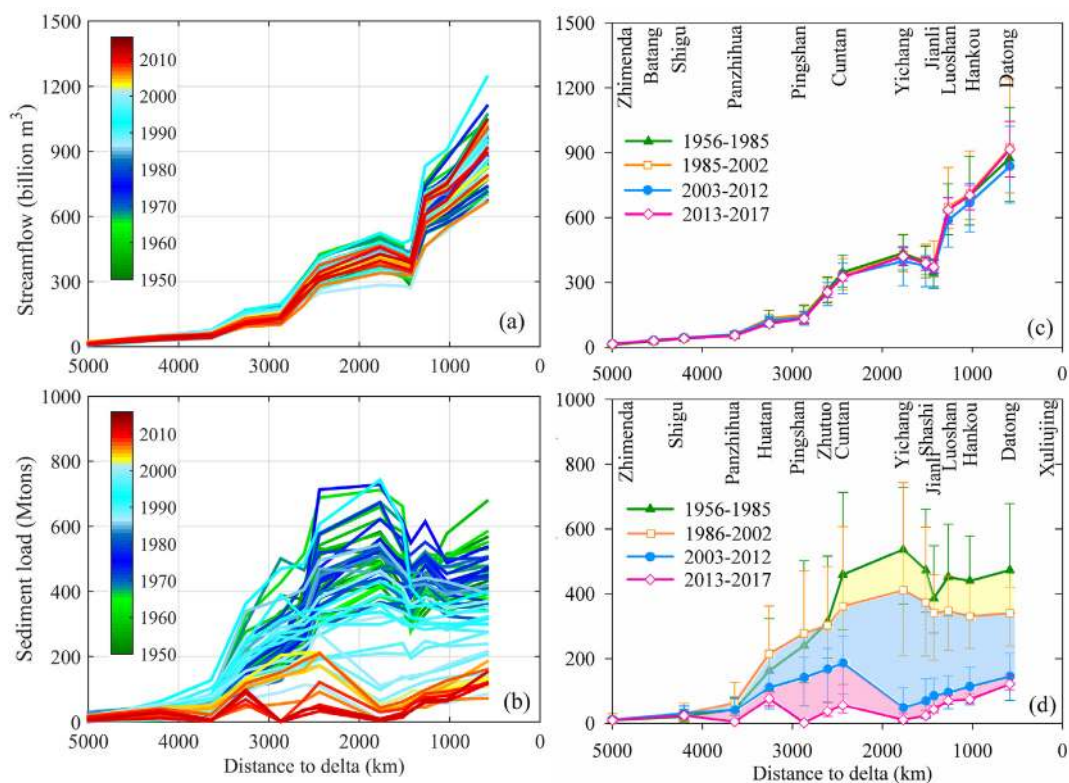 Streamflow (billion m³)
1500
1200
900
600
300
0
2010
2000
1990
1980
1970
1960
1950
(a)
5000 4000 3000 2000 1000 0
1500
1200
900
600
300
0
Zhimenda
Batang
Shigu
Panzhihua
Pingshan
Cuntan
Yichang
Jianli
Luoshan
Hankou
Datong
1956-1985
1985-2002
2003-2012
2013-2017
(c)
5000 4000 3000 2000 1000 0
Sediment load (Mtons)
1000
800
600
400
200
0
2010
2000
1990
1980
1970
1960
1950
(b)
5000 4000 3000 2000 1000 0
Distance to delta (km)
1000
800
600
400
200
0
Zhimenda
Shigu
Panzhihua
Huatan
Pingshan
Zhutuo
Cuntan
Yichang
Shashi
Jianli
Luoshan
Hankou
Datong
Xuliujing
1956-1985
1986-2002
2003-2012
2013-2017
(d)
5000 4000 3000 2000 1000 0
Distance to delta (km)